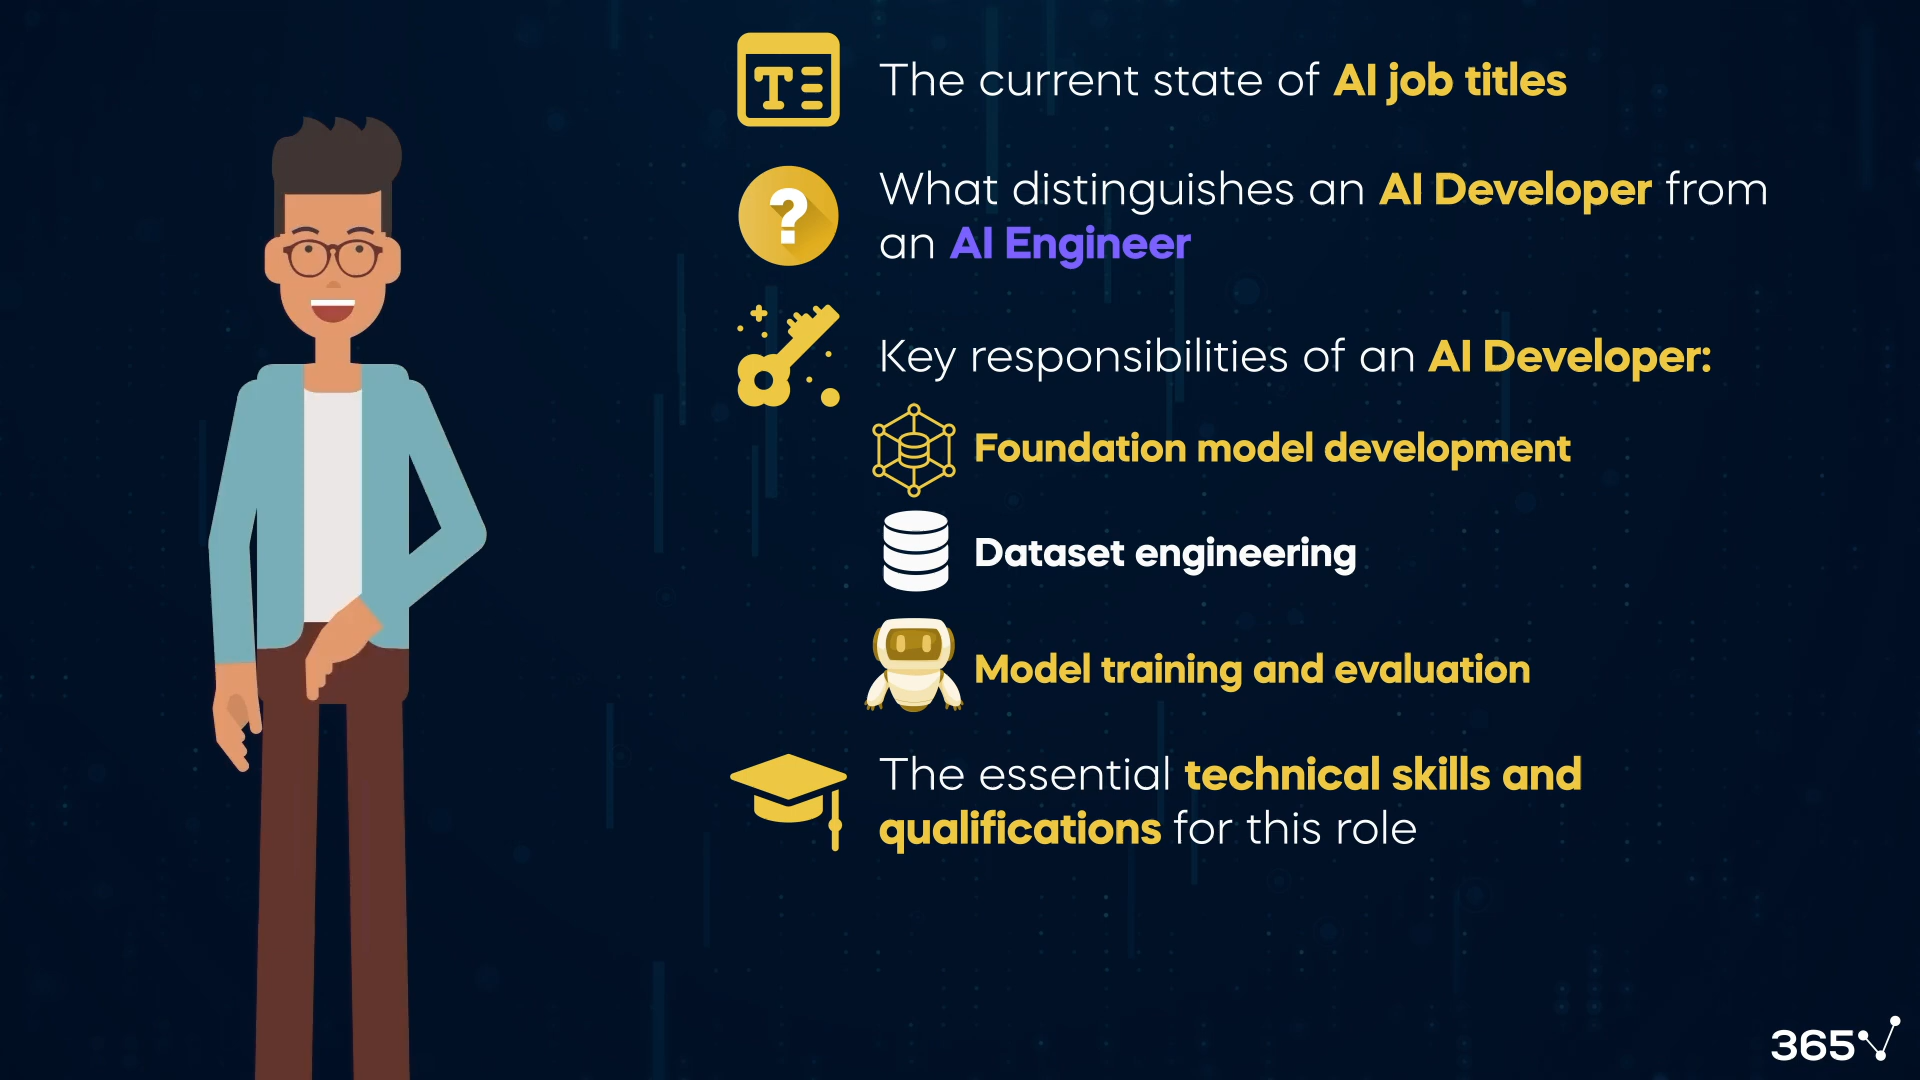 The current state of AI job titles
What distinguishes an AI Developer from
an AI Engineer
Key responsibilities of an AI Developer:
Foundation model development
Dataset engineering
Model training and evaluation
The essential technical skills and
qualifications for this role
365